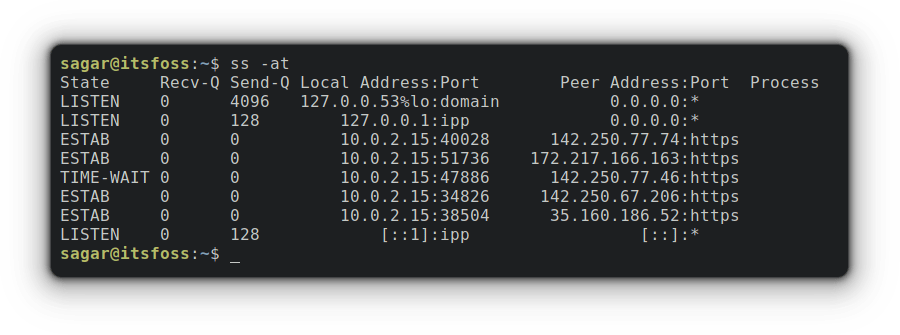 sagar@itsfoss:~$ ss -at
State     Recv-Q Send-Q Local Address:Port        Peer Address:Port  Process
LISTEN    0      4096   127.0.0.53%lo:domain           0.0.0.0:*
LISTEN    0      128        127.0.0.1:ipp              0.0.0.0:*
ESTAB     0      0          10.0.2.15:40028      142.250.77.74:https
ESTAB     0      0          10.0.2.15:51736    172.217.166.163:https
TIME-WAIT 0      0          10.0.2.15:47886      142.250.77.46:https
ESTAB     0      0          10.0.2.15:34826     142.250.67.206:https
ESTAB     0      0          10.0.2.15:38504      35.160.186.52:https
LISTEN    0      128            [::1]:ipp                 [::]:*
sagar@itsfoss:~$ _